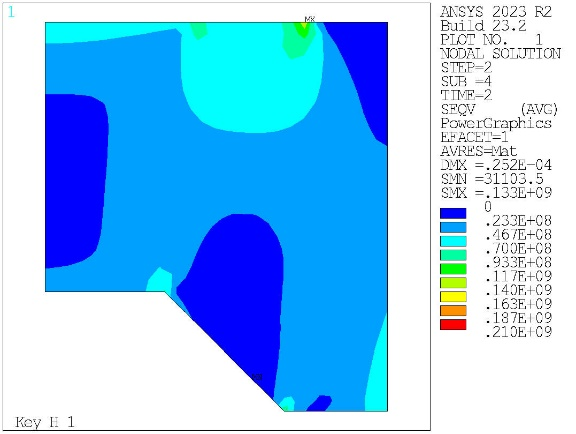 1
MX
MN
Key H 1
ANSYS 2023 R2
Build 23.2
PLOT NO.   1
NODAL SOLUTION
STEP=2
SUB =4
TIME=2
SEQV     (AVG)
PowerGraphics
EFACET=1
AVRES=Mat
DMX =.252E-04
SMN =31103.5
SMX =.133E+09
0
.233E+08
.467E+08
.700E+08
.933E+08
.117E+09
.140E+09
.163E+09
.187E+09
.210E+09